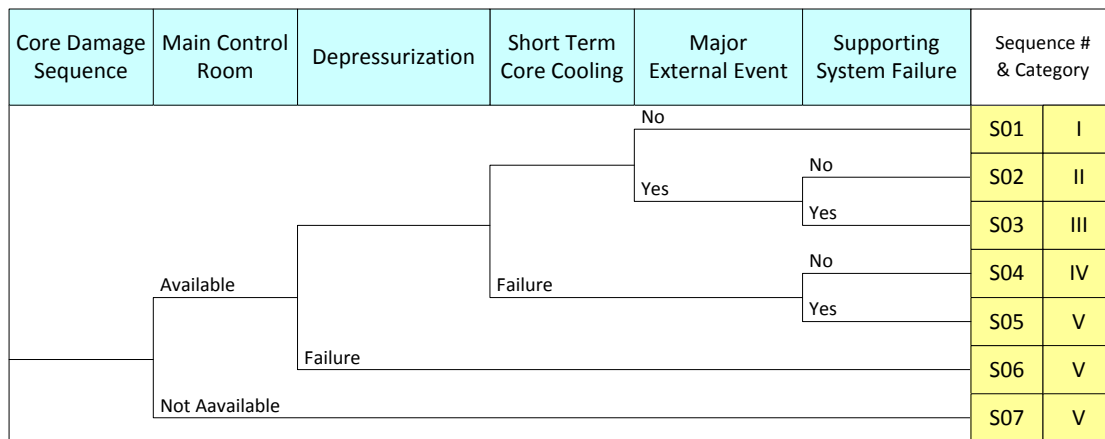 Core Damage
Sequence
Main Control
Room
Depressurization
Short Term
Core Cooling
Major
External Event
Supporting
System Failure
Sequence #
& Category
No
S01 I
No
S02 II
Yes
Yes
S03 III
No
S04 IV
Available
Failure
Yes
S05 V
Failure
S06 V
Not Aavailable
S07 V